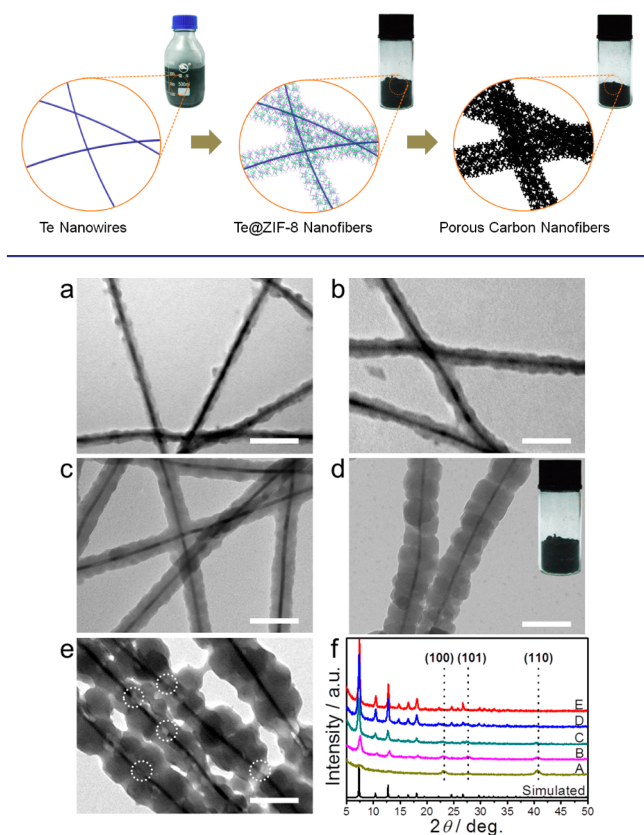 Te Nanowires
Te@ZIF-8 Nanofibers
Porous Carbon Nanofibers
a
b
c
d
e
f
(100)
(101)
(110)
Intensity / a.u.
E
D
C
B
A
Simulated
5 10 15 20 25 30 35 40 45 50
2θ / deg.